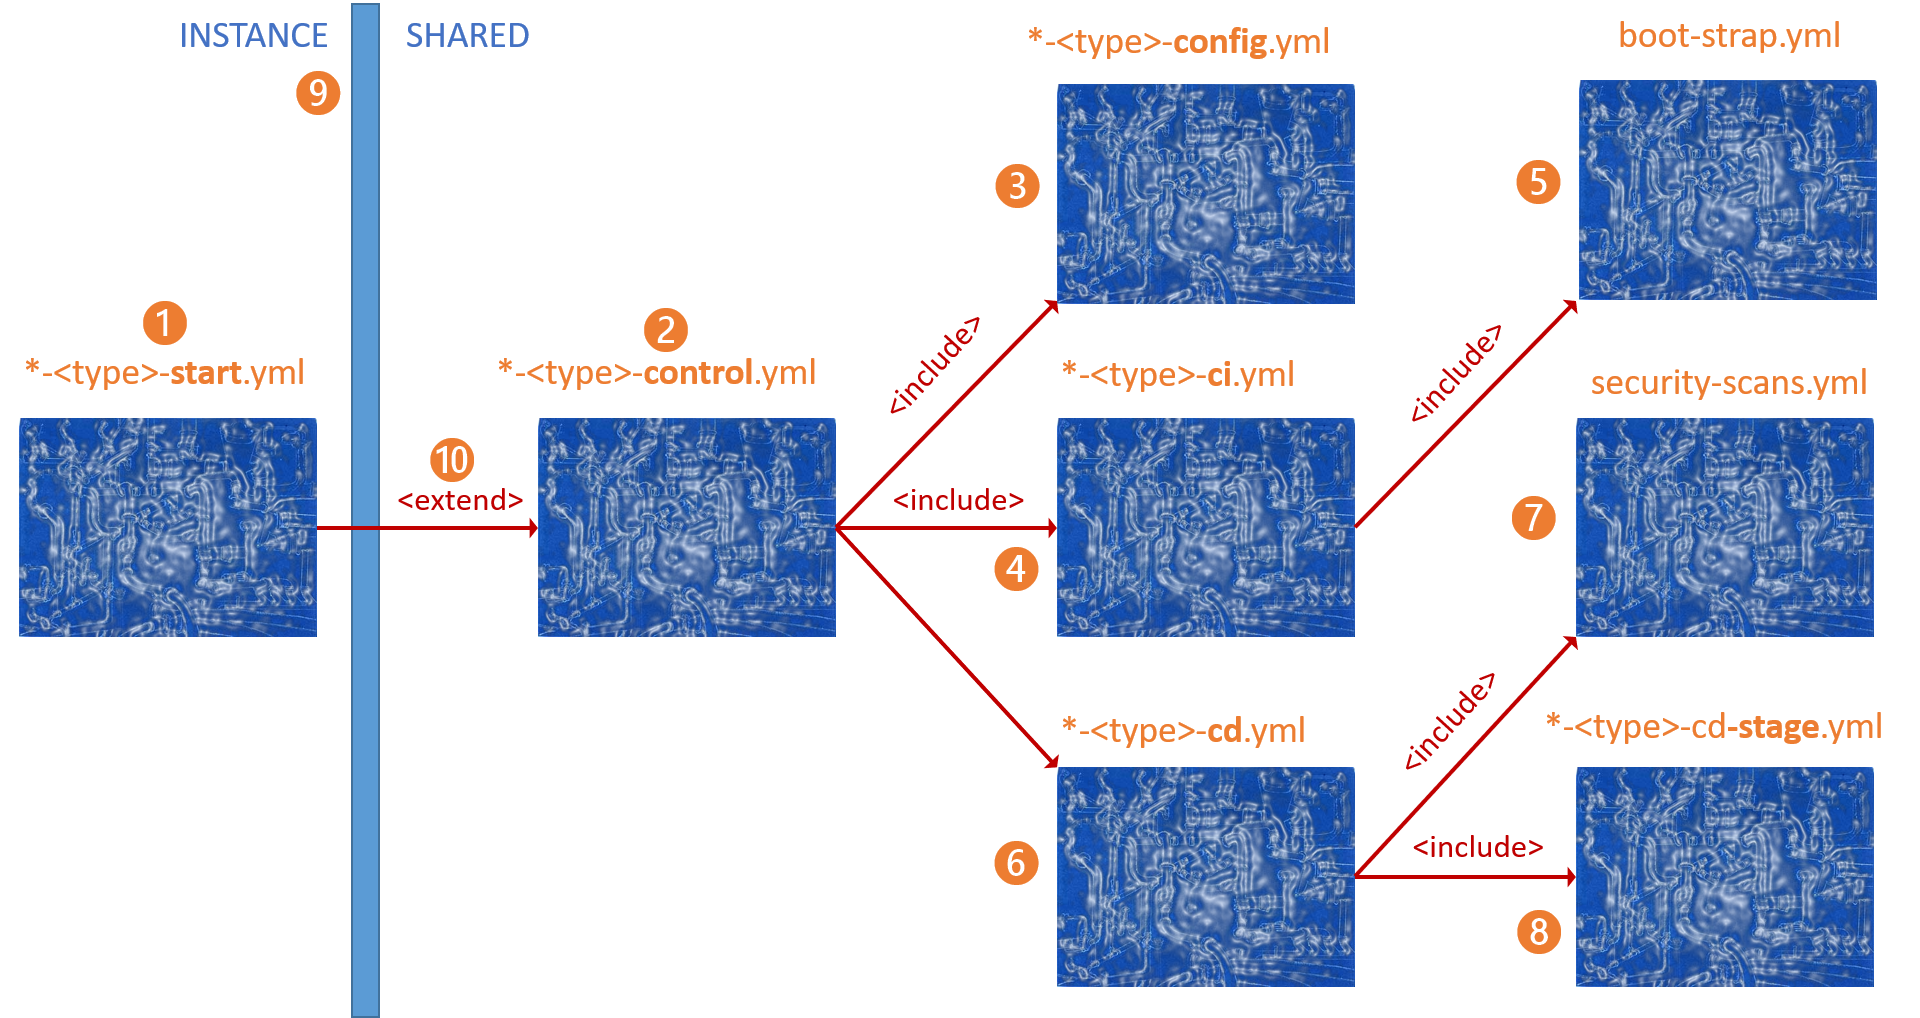 INSTANCE
SHARED
9
1
*-<type>-start.yml
10
<extend>
2
*-<type>-control.yml
<include>
<include>
*-<type>-config.yml
3
*-<type>-ci.yml
4
*-<type>-cd.yml
6
<include>
<include>
<include>
boot-strap.yml
5
security-scans.yml
7
*-<type>-cd-stage.yml
8